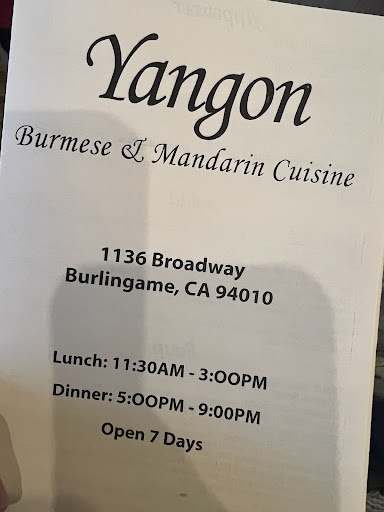 Yangon
Burmese & Mandarin Cuisine
1136 Broadway
Burlingame, CA 94010
Lunch: 11:30AM - 3:OOPM
Dinner: 5:OOPM - 9:00PM
Open 7 Days